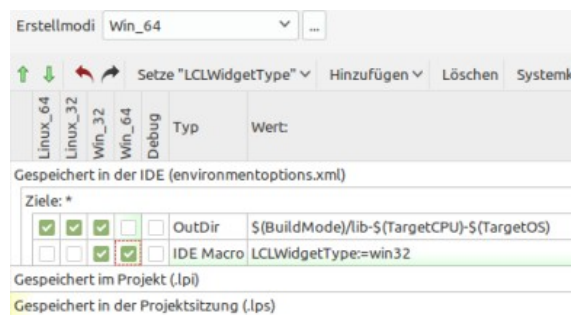 Erstellmodi Win_64 ...
Setze "LCLWidgetType" Hinzufügen Löschen
Linux_64 Linux_32 Win_32 Win_64 Debug Typ Wert:
Gespeichert in der IDE (environmentoptions.xml)
Ziele: *
OutDir $(BuildMode)/lib-$(TargetCPU)-$(TargetOS)
IDE Macro LCLWidgetType:=win32
Gespeichert im Projekt (.lpi)
Gespeichert in der Projektsitzung (.lps)